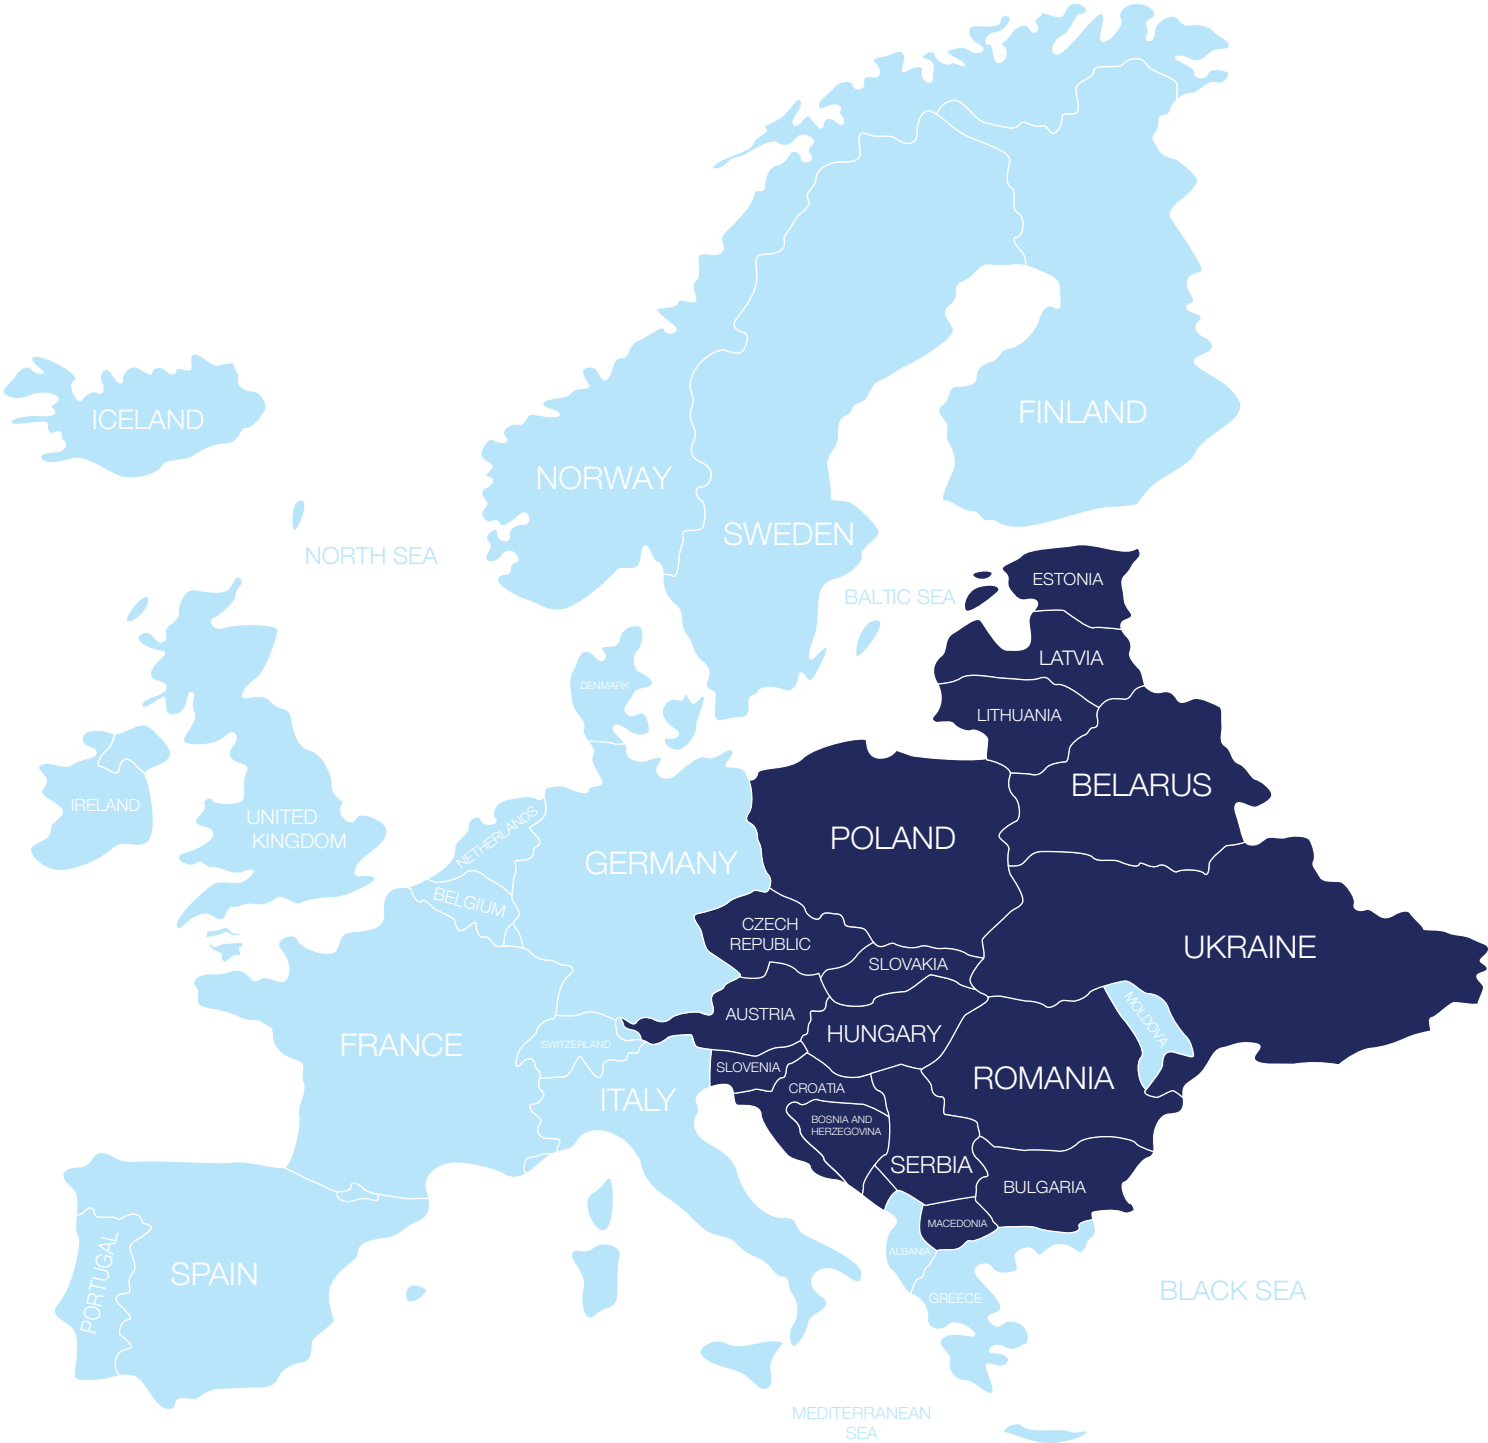 ICELAND
FINLAND
NORWAY
SWEDEN
NORTH SEA
ESTONIA
BALTIC SEA
LATVIA
DENMARK
LITHUANIA
BELARUS
IRELAND
UNITED
KINGDOM
NETHERLANDS
POLAND
GERMANY
BELGIUM
CZECH
REPUBLIC
UKRAINE
SLOVAKIA
AUSTRIA
MOLDOVA
HUNGARY
FRANCE
SWITZERLAND
SLOVENIA
ROMANIA
CROATIA
ITALY
BOSNIA AND
HERZEGOVINA
SERBIA
BULGARIA
MACEDONIA
ALBANIA
PORTUGAL
SPAIN
BLACK SEA
GREECE
MEDITERRANEAN
SEA